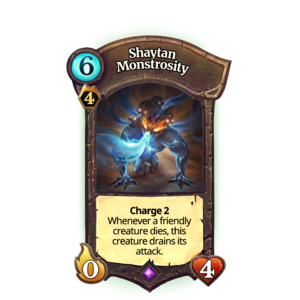 Shaytan
Monstrosity
6
4
Charge 2
Whenever a friendly
creature dies, this
creature drains its
attack.
0
4